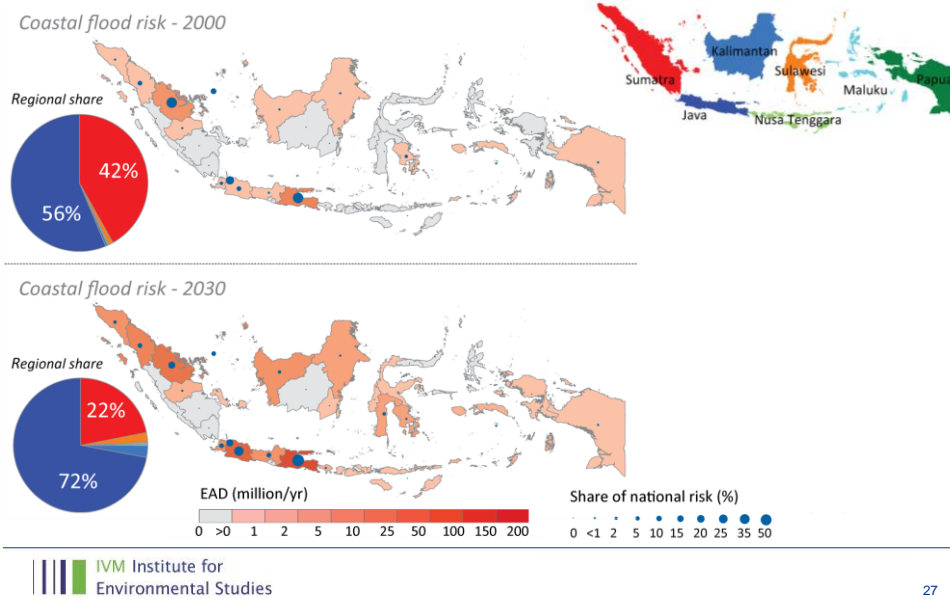 Coastal flood risk - 2000
Regional share
42%
56%
Kalimantan
Sumatra
Sulawesi
Papua
Maluku
Java
Nusa Tenggara
Coastal flood risk - 2030
Regional share
22%
72%
EAD (million/yr)
0 >0 1 2 5 10 25 50 100 150 200
Share of national risk (%)
0 <1 2 5 10 15 20 25 35 50
IVM Institute for
Environmental Studies
27